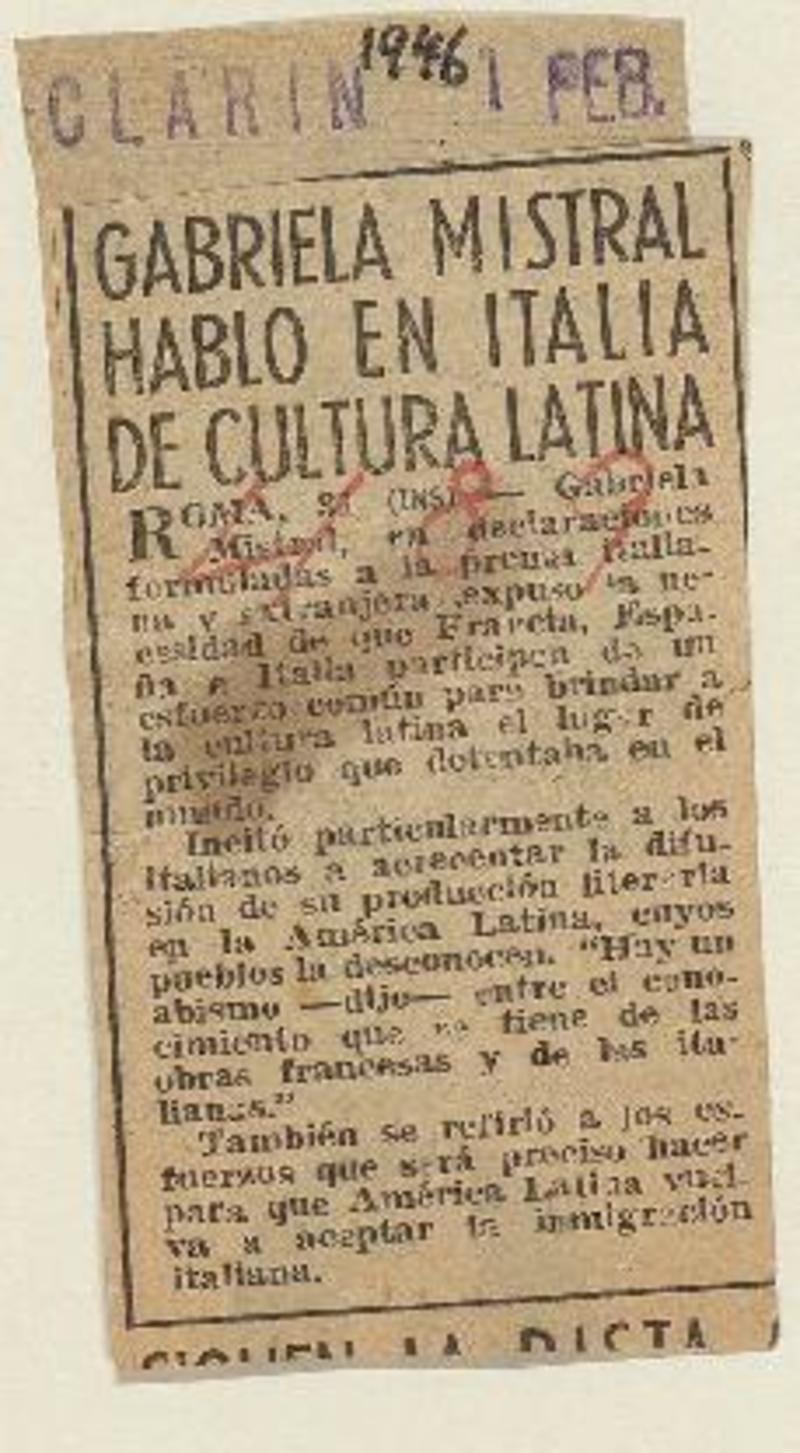 1946
CLARIN 1 FEB.
GABRIELA MISTRAL
HABLO EN ITALIA
DE CULTURA LATINA
ROMA, (INS) — Gabriela
Mistral, en declaraciones
formuladas a la prensa italia-
na y extranjera, expuso la ne-
cesidad de que Francia, Espa-
ña e Italia participen de un
esfuerzo común para brindar a
la cultura latina el lugar de
privilegio que detentaba en el
mundo.
Incitó particularmente a los
italianos a acrecentar la difu-
sión de su producción literaria
en la América Latina, cuyos
pueblos la desconocen. "Hay un
abismo —dijo— entre el cono-
cimiento que se tiene de las
obras francesas y de las ita-
lianas."
También se refirió a los es-
fuerzos que será preciso hacer
para que América Latina vuel-
va a aceptar la inmigración
italiana.
LA DICTA